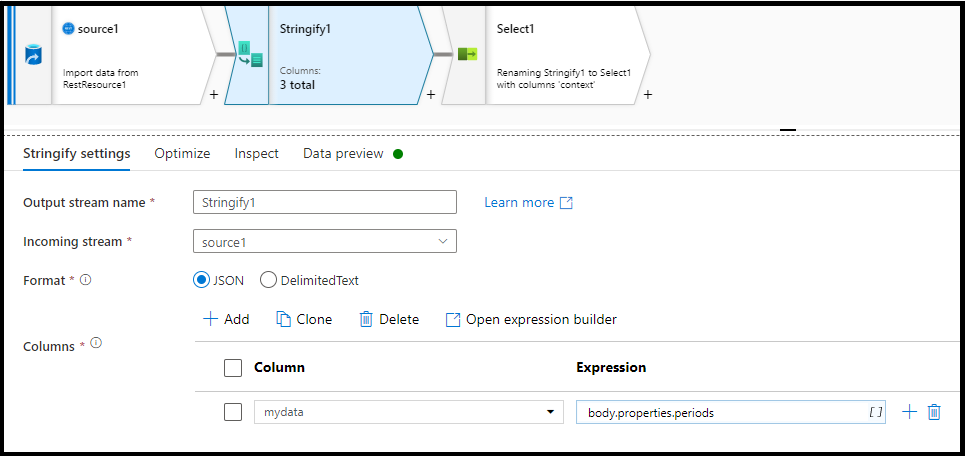 source1
Import data from
RestResource1
+
Stringify1
Columns:
3 total
+
Select1
Renaming Stringify1 to Select1
with columns 'context'
+
Stringify settings
Optimize
Inspect
Data preview
Output stream name *
Stringify1
Learn more
Incoming stream *
source1
Format *
JSON
DelimitedText
Add
Clone
Delete
Open expression builder
Columns *
Column
Expression
mydata
body.properties.periods
[ ]